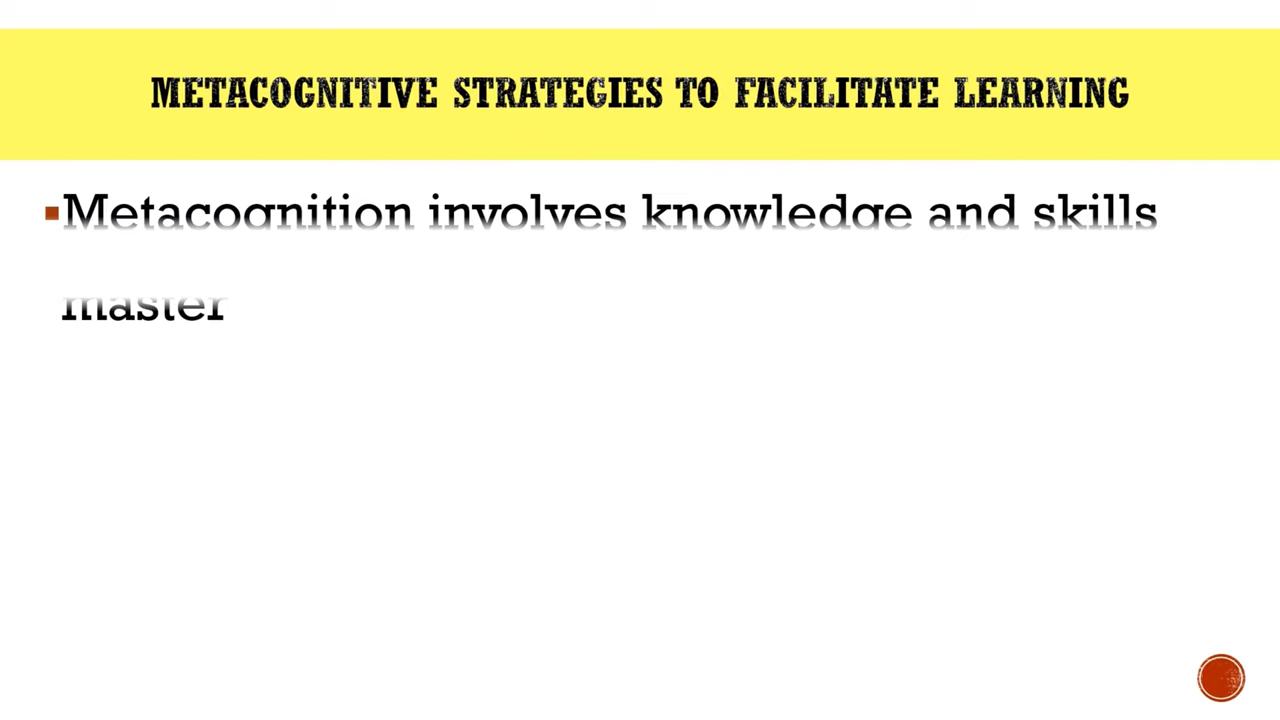 METACOGNITIVE STRATEGIES TO FACILITATE LEARNING
Metacognition involves knowledge and skills
master